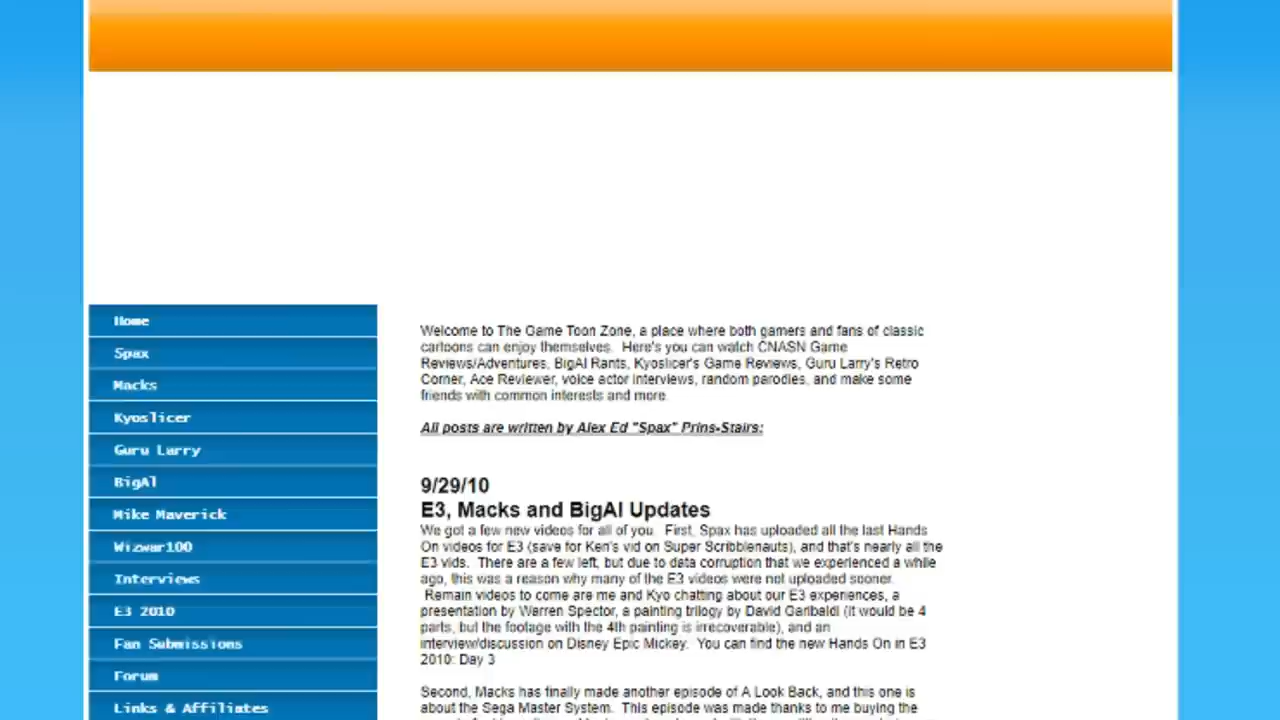 Home
Spax
Macks
Kyoslicer
Guru Larry
BigAl
Mike Maverick
Wizwar100
Interviews
E3 2010
Fan Submissions
Forum
Links & Affiliates
Welcome to The Game Toon Zone, a place where both gamers and fans of classic
cartoons can enjoy themselves. Here's you can watch CNASN Game
Reviews/Adventures, BigAl Rants, Kyoslicer's Game Reviews, Guru Larry's Retro
Corner, Ace Reviewer, voice actor interviews, random parodies, and make some
friends with common interests and more.
All posts are written by Alex Ed "Spax" Prins-Stairs:
9/29/10
E3, Macks and BigAl Updates
We got a few new videos for all of you. First, Spax has uploaded all the last Hands
On videos for E3 (save for Ken's vid on Super Scribblenauts), and that's nearly all the
E3 vids. There are a few left, but due to data corruption that we experienced a while
ago, this was a reason why many of the E3 videos were not uploaded sooner.
Remain videos to come are me and Kyo chatting about our E3 experiences, a
presentation by Warren Spector, a painting trilogy by David Garibaldi (it would be 4
parts, but the footage with the 4th painting is irrecoverable), and an
interview/discussion on Disney Epic Mickey. You can find the new Hands On in E3
2010: Day 3
Second, Macks has finally made another episode of A Look Back, and this one is
about the Sega Master System. This episode was made thanks to me buying the